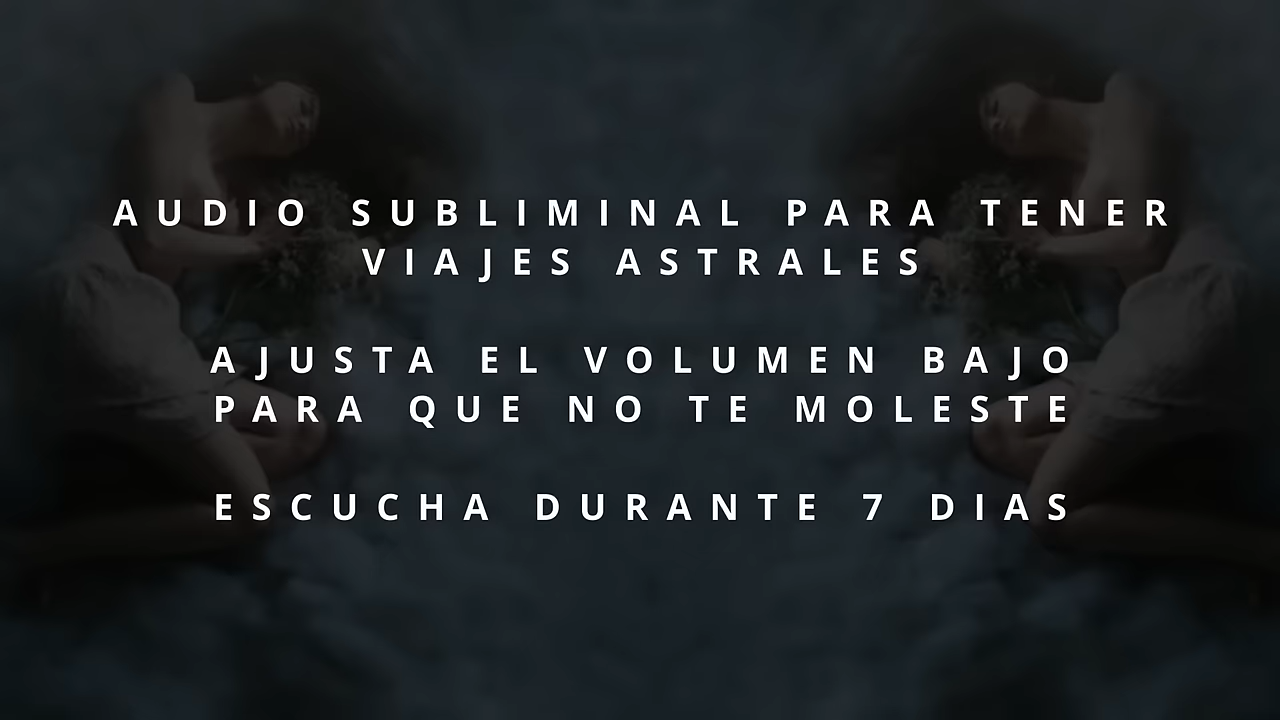 AUDIO SUBLIMINAL PARA TENER
VIAJES ASTRALES
AJUSTA EL VOLUMEN BAJO
PARA QUE NO TE MOLESTE
ESCUCHA DURANTE 7 DIAS